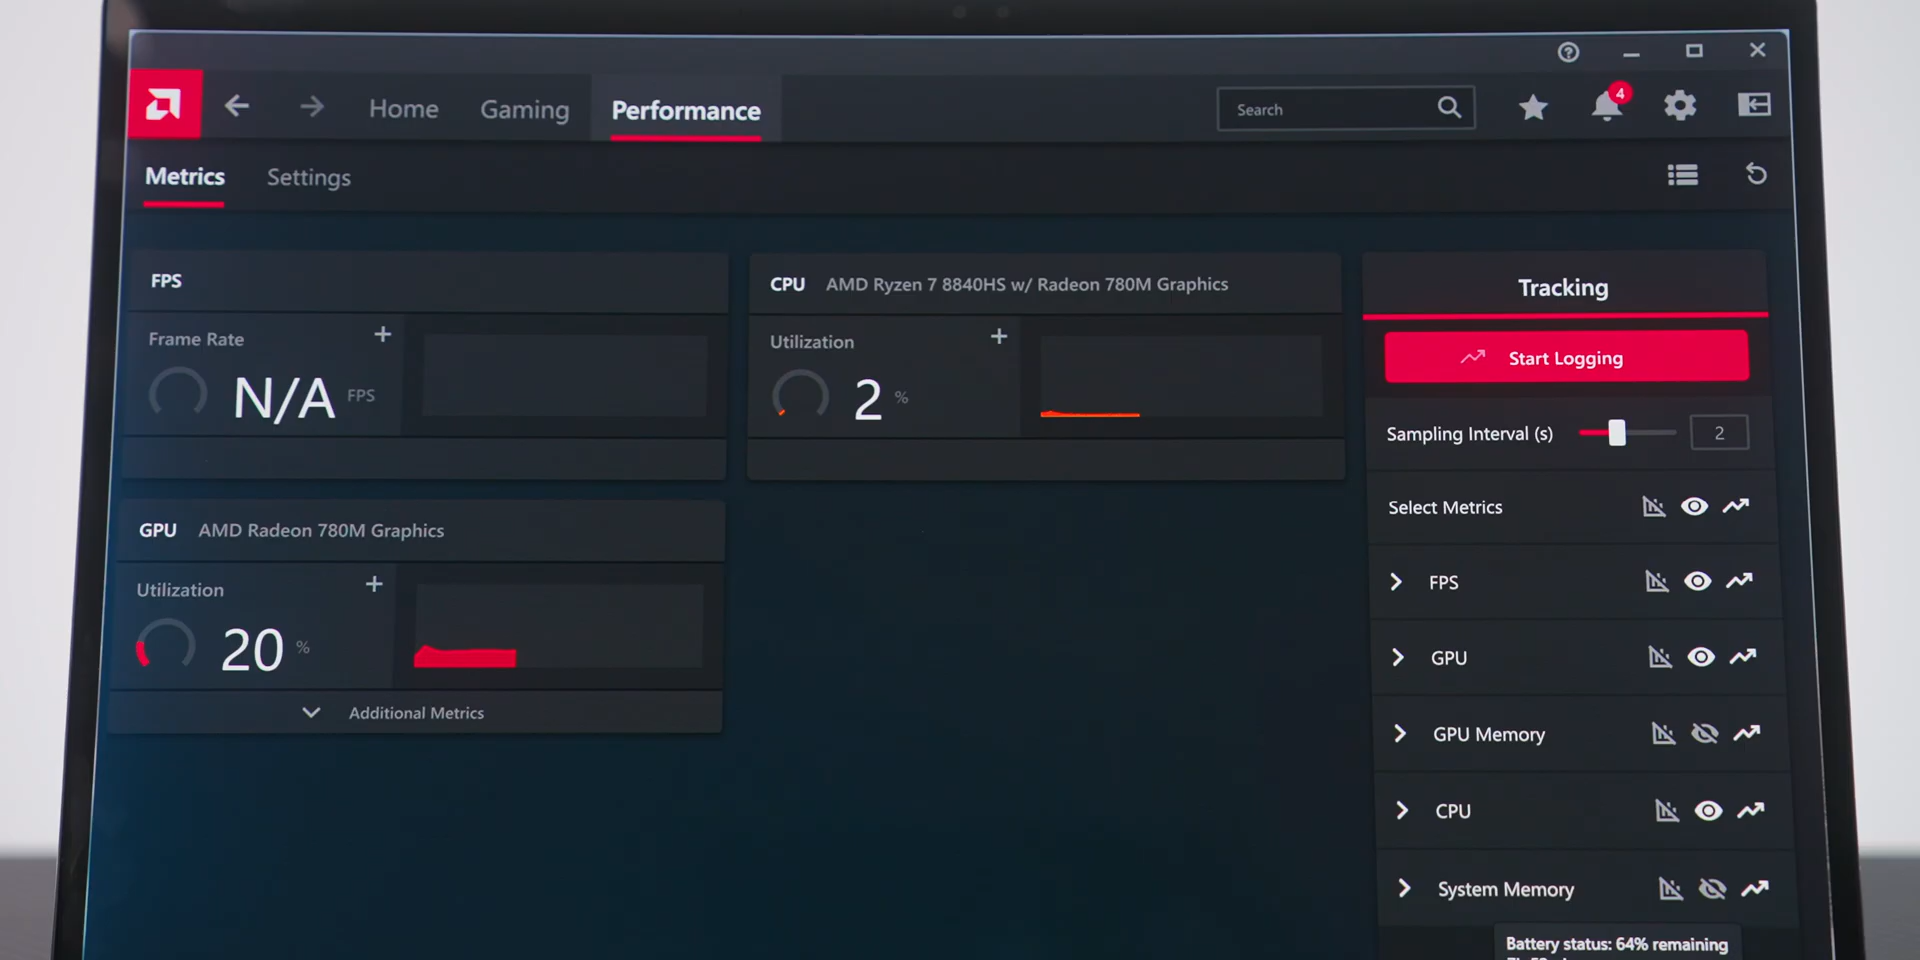 Home
Gaming
Performance
Search
4
Metrics
Settings
FPS
Frame Rate
N/A FPS
CPU AMD Ryzen 7 8840HS w/ Radeon 780M Graphics
Utilization
2 %
GPU AMD Radeon 780M Graphics
Utilization
20 %
Additional Metrics
Tracking
Start Logging
Sampling Interval (s) 2
Select Metrics
FPS
GPU
GPU Memory
CPU
System Memory
Battery status: 64% remaining